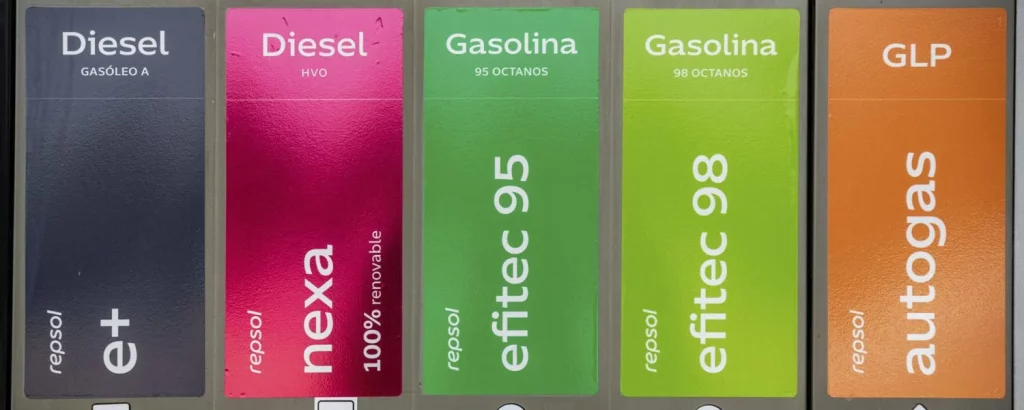 Diesel
GASÓLEO A
repsol
e+
Diesel
HVO
repsol
nexa
100% renovable
Gasolina
95 OCTANOS
repsol
efitec 95
Gasolina
98 OCTANOS
repsol
efitec 98
GLP
repsol
autogas